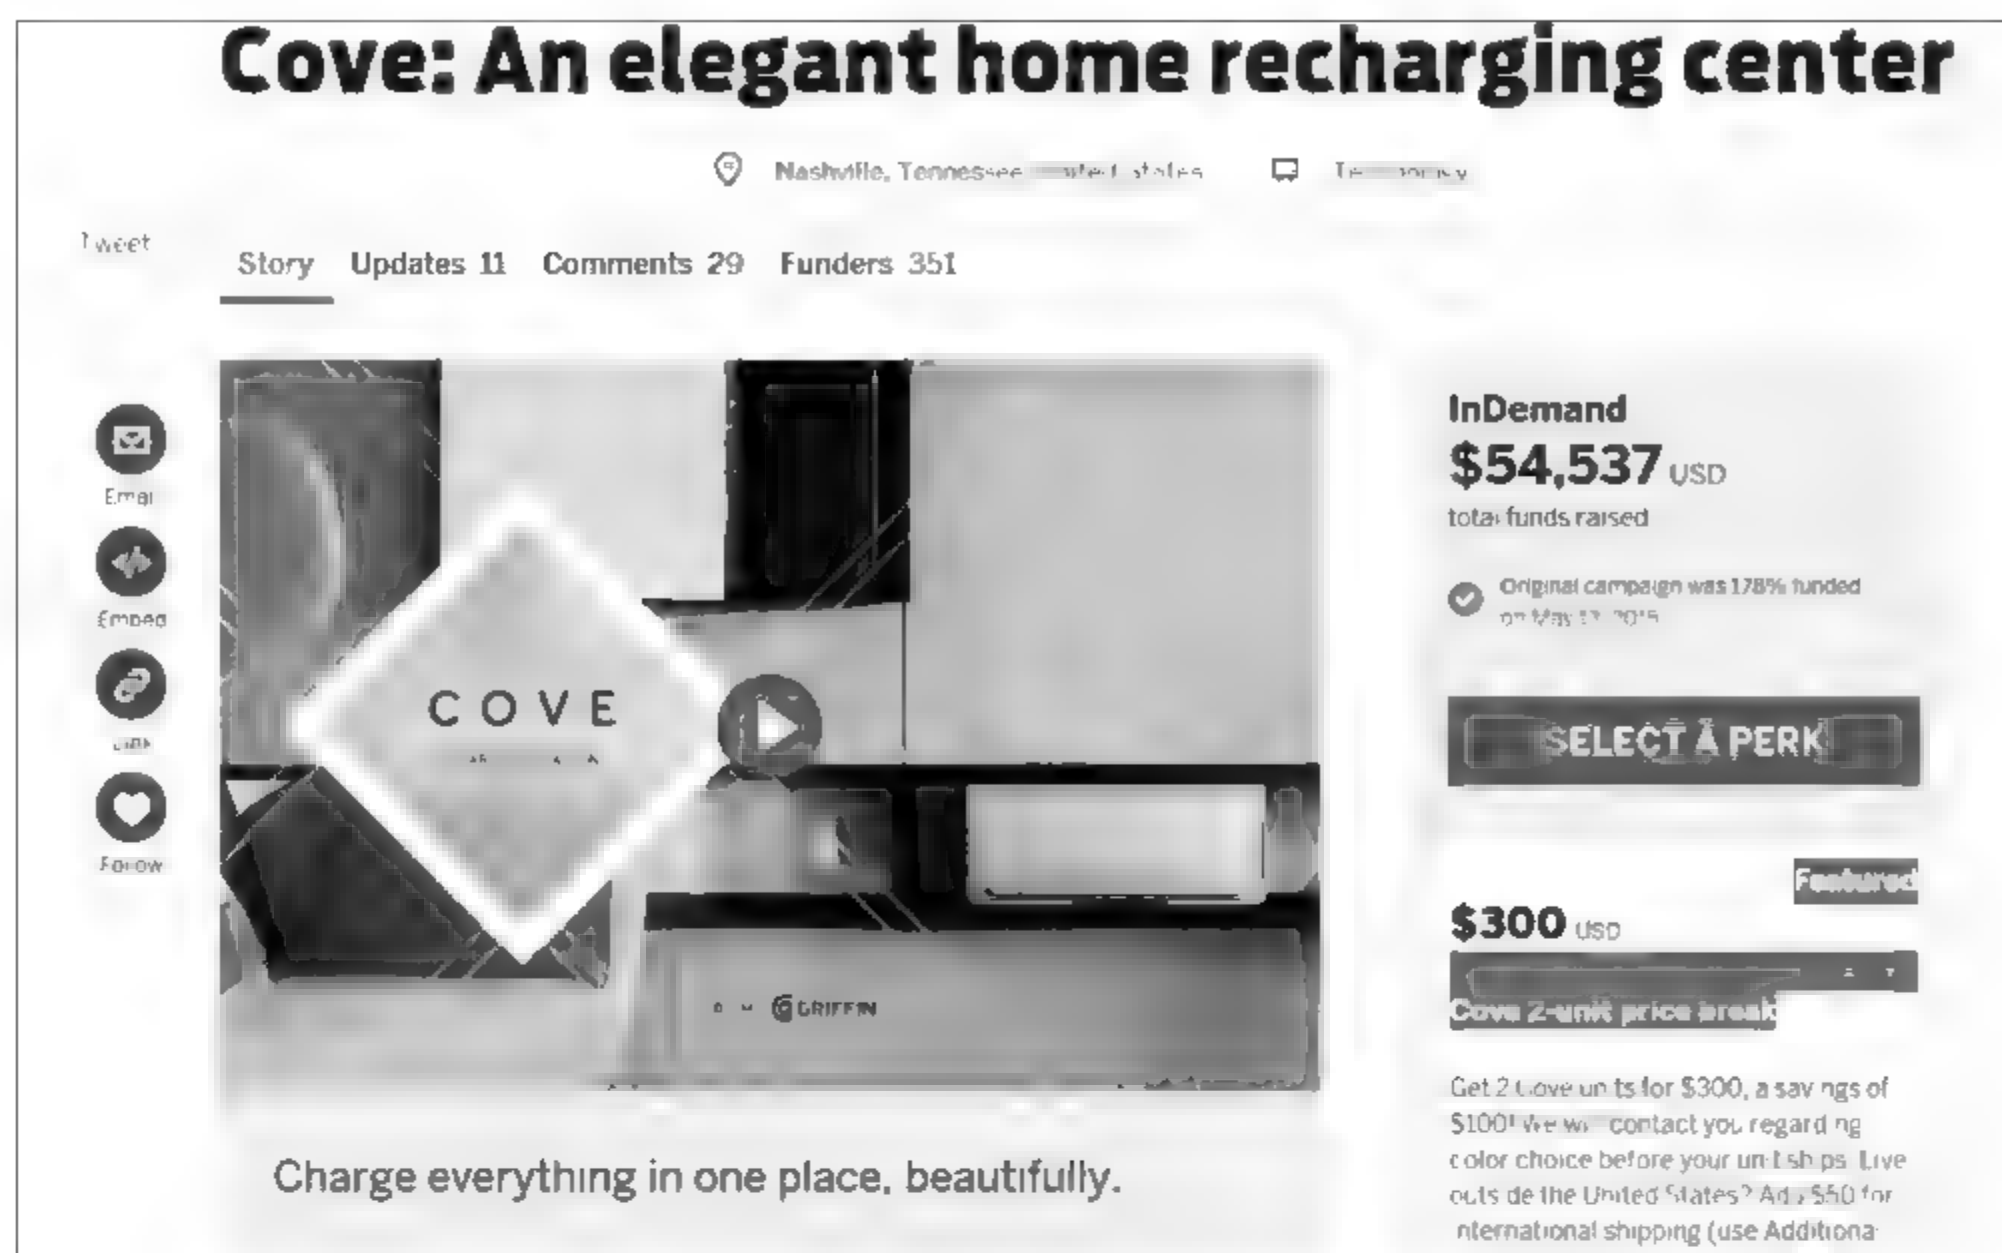 Cove: An elegant home recharging center
Nashville, Tennessee
Tweet
Story Updates 11 Comments 29 Funders 351
InDemand
$54,537 USD
total funds raised
Email
Original campaign was 178% funded
on May
Embed
COVE
SELECT A PERK
Follow
Featured
$300 USD
GRIFFIN
Cove 2-unit price break
Get 2 Cove units for $300, a savings of
$100! We contact you regarding
color choice before your unit ships. Live
outside the United States? Add $50 for
international shipping (use Additional
Charge everything in one place, beautifully.